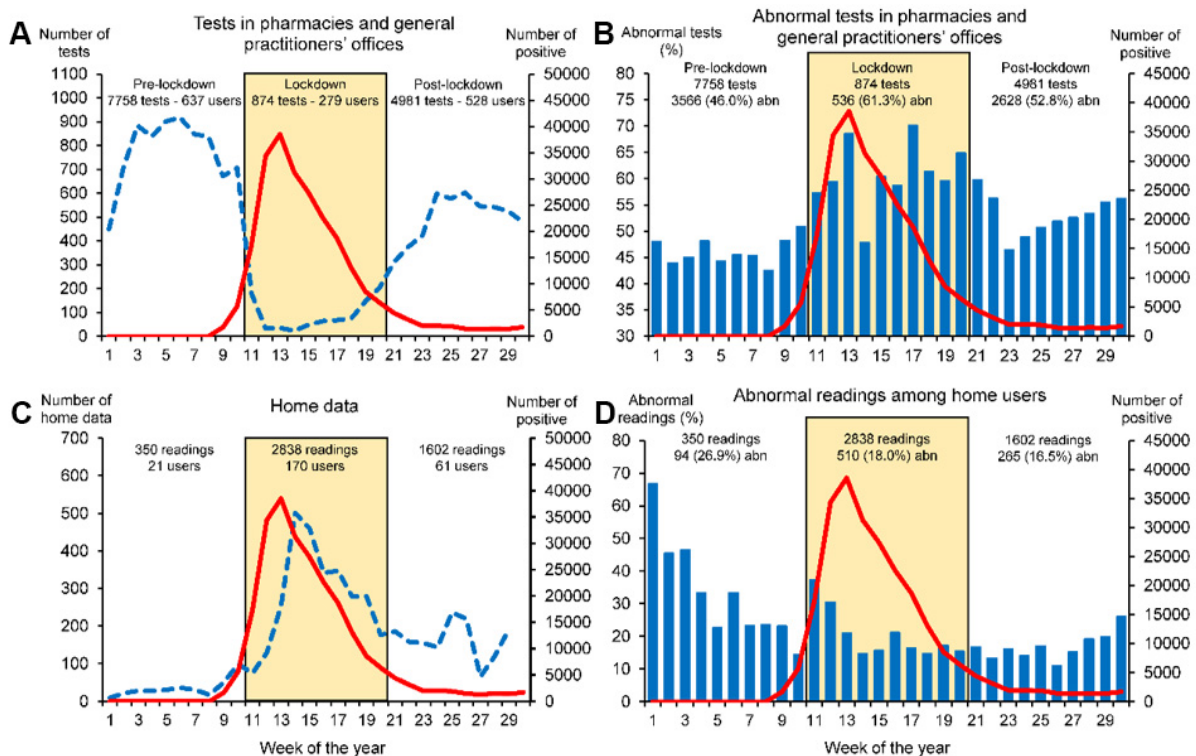 A
Number of
tests
Tests in pharmacies and general
practitioners' offices
Number of
positive
1100
1000
900
800
700
600
500
400
300
200
100
0
Pre-lockdown
7758 tests - 637 users
Lockdown
874 tests - 279 users
Post-lockdown
4981 tests - 528 users
50000
45000
40000
35000
30000
25000
20000
15000
10000
5000
0
1 3 5 7 9 11 13 15 17 19 21 23 25 27 29
B
Abnormal tests
(%)
Abnormal tests in pharmacies and
general practitioners' offices
Number of
positive
80
75
70
65
60
55
50
45
40
35
30
Pre-lockdown
7758 tests
3566 (46.0%) abn
Lockdown
874 tests
536 (61.3%) abn
Post-lockdown
4981 tests
2628 (52.8%) abn
45000
40000
35000
30000
25000
20000
15000
10000
5000
0
1 3 5 7 9 11 13 15 17 19 21 23 25 27 29
C
Number of
home data
Home data
Number of
positive
700
600
500
400
300
200
100
0
350 readings
21 users
2838 readings
170 users
1602 readings
61 users
50000
45000
40000
35000
30000
25000
20000
15000
10000
5000
0
1 3 5 7 9 11 13 15 17 19 21 23 25 27 29
Week of the year
D
Abnormal
readings (%)
Abnormal readings among home users
Number of
positive
80
70
60
50
40
30
20
10
0
350 readings
94 (26.9%) abn
2838 readings
510 (18.0%) abn
1602 readings
265 (16.5%) abn
45000
40000
35000
30000
25000
20000
15000
10000
5000
0
1 3 5 7 9 11 13 15 17 19 21 23 25 27 29
Week of the year